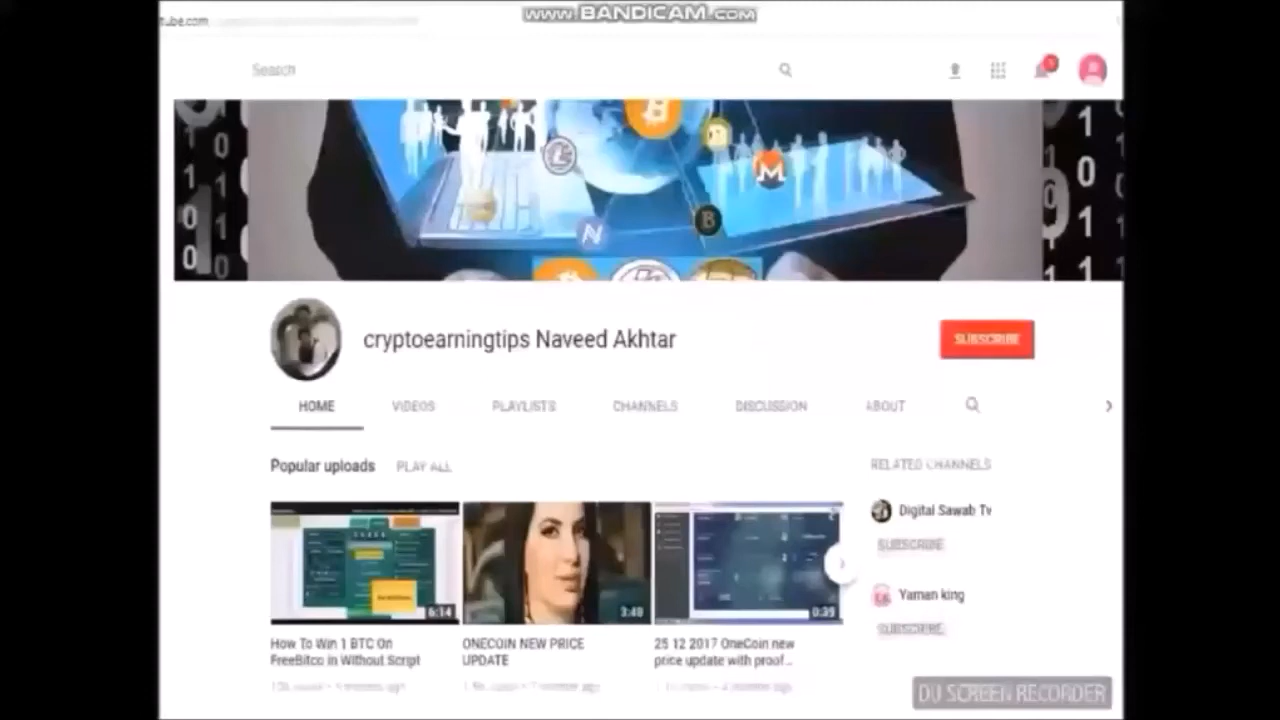 www.BANDICAM.com
tube.com
Search
cryptoearningtips Naveed Akhtar
SUBSCRIBE
HOME VIDEOS PLAYLISTS CHANNELS DISCUSSION ABOUT
Popular uploads PLAY ALL
RELATED CHANNELS
Digital Sawab Tv
SUBSCRIBE
Yaman king
SUBSCRIBE
6:14
3:48
0:39
How To Win 1 BTC On
FreeBitco in Without Script
ONECOIN NEW PRICE
UPDATE
25 12 2017 OneCoin new
price update with proof...
DU SCREEN RECORDER